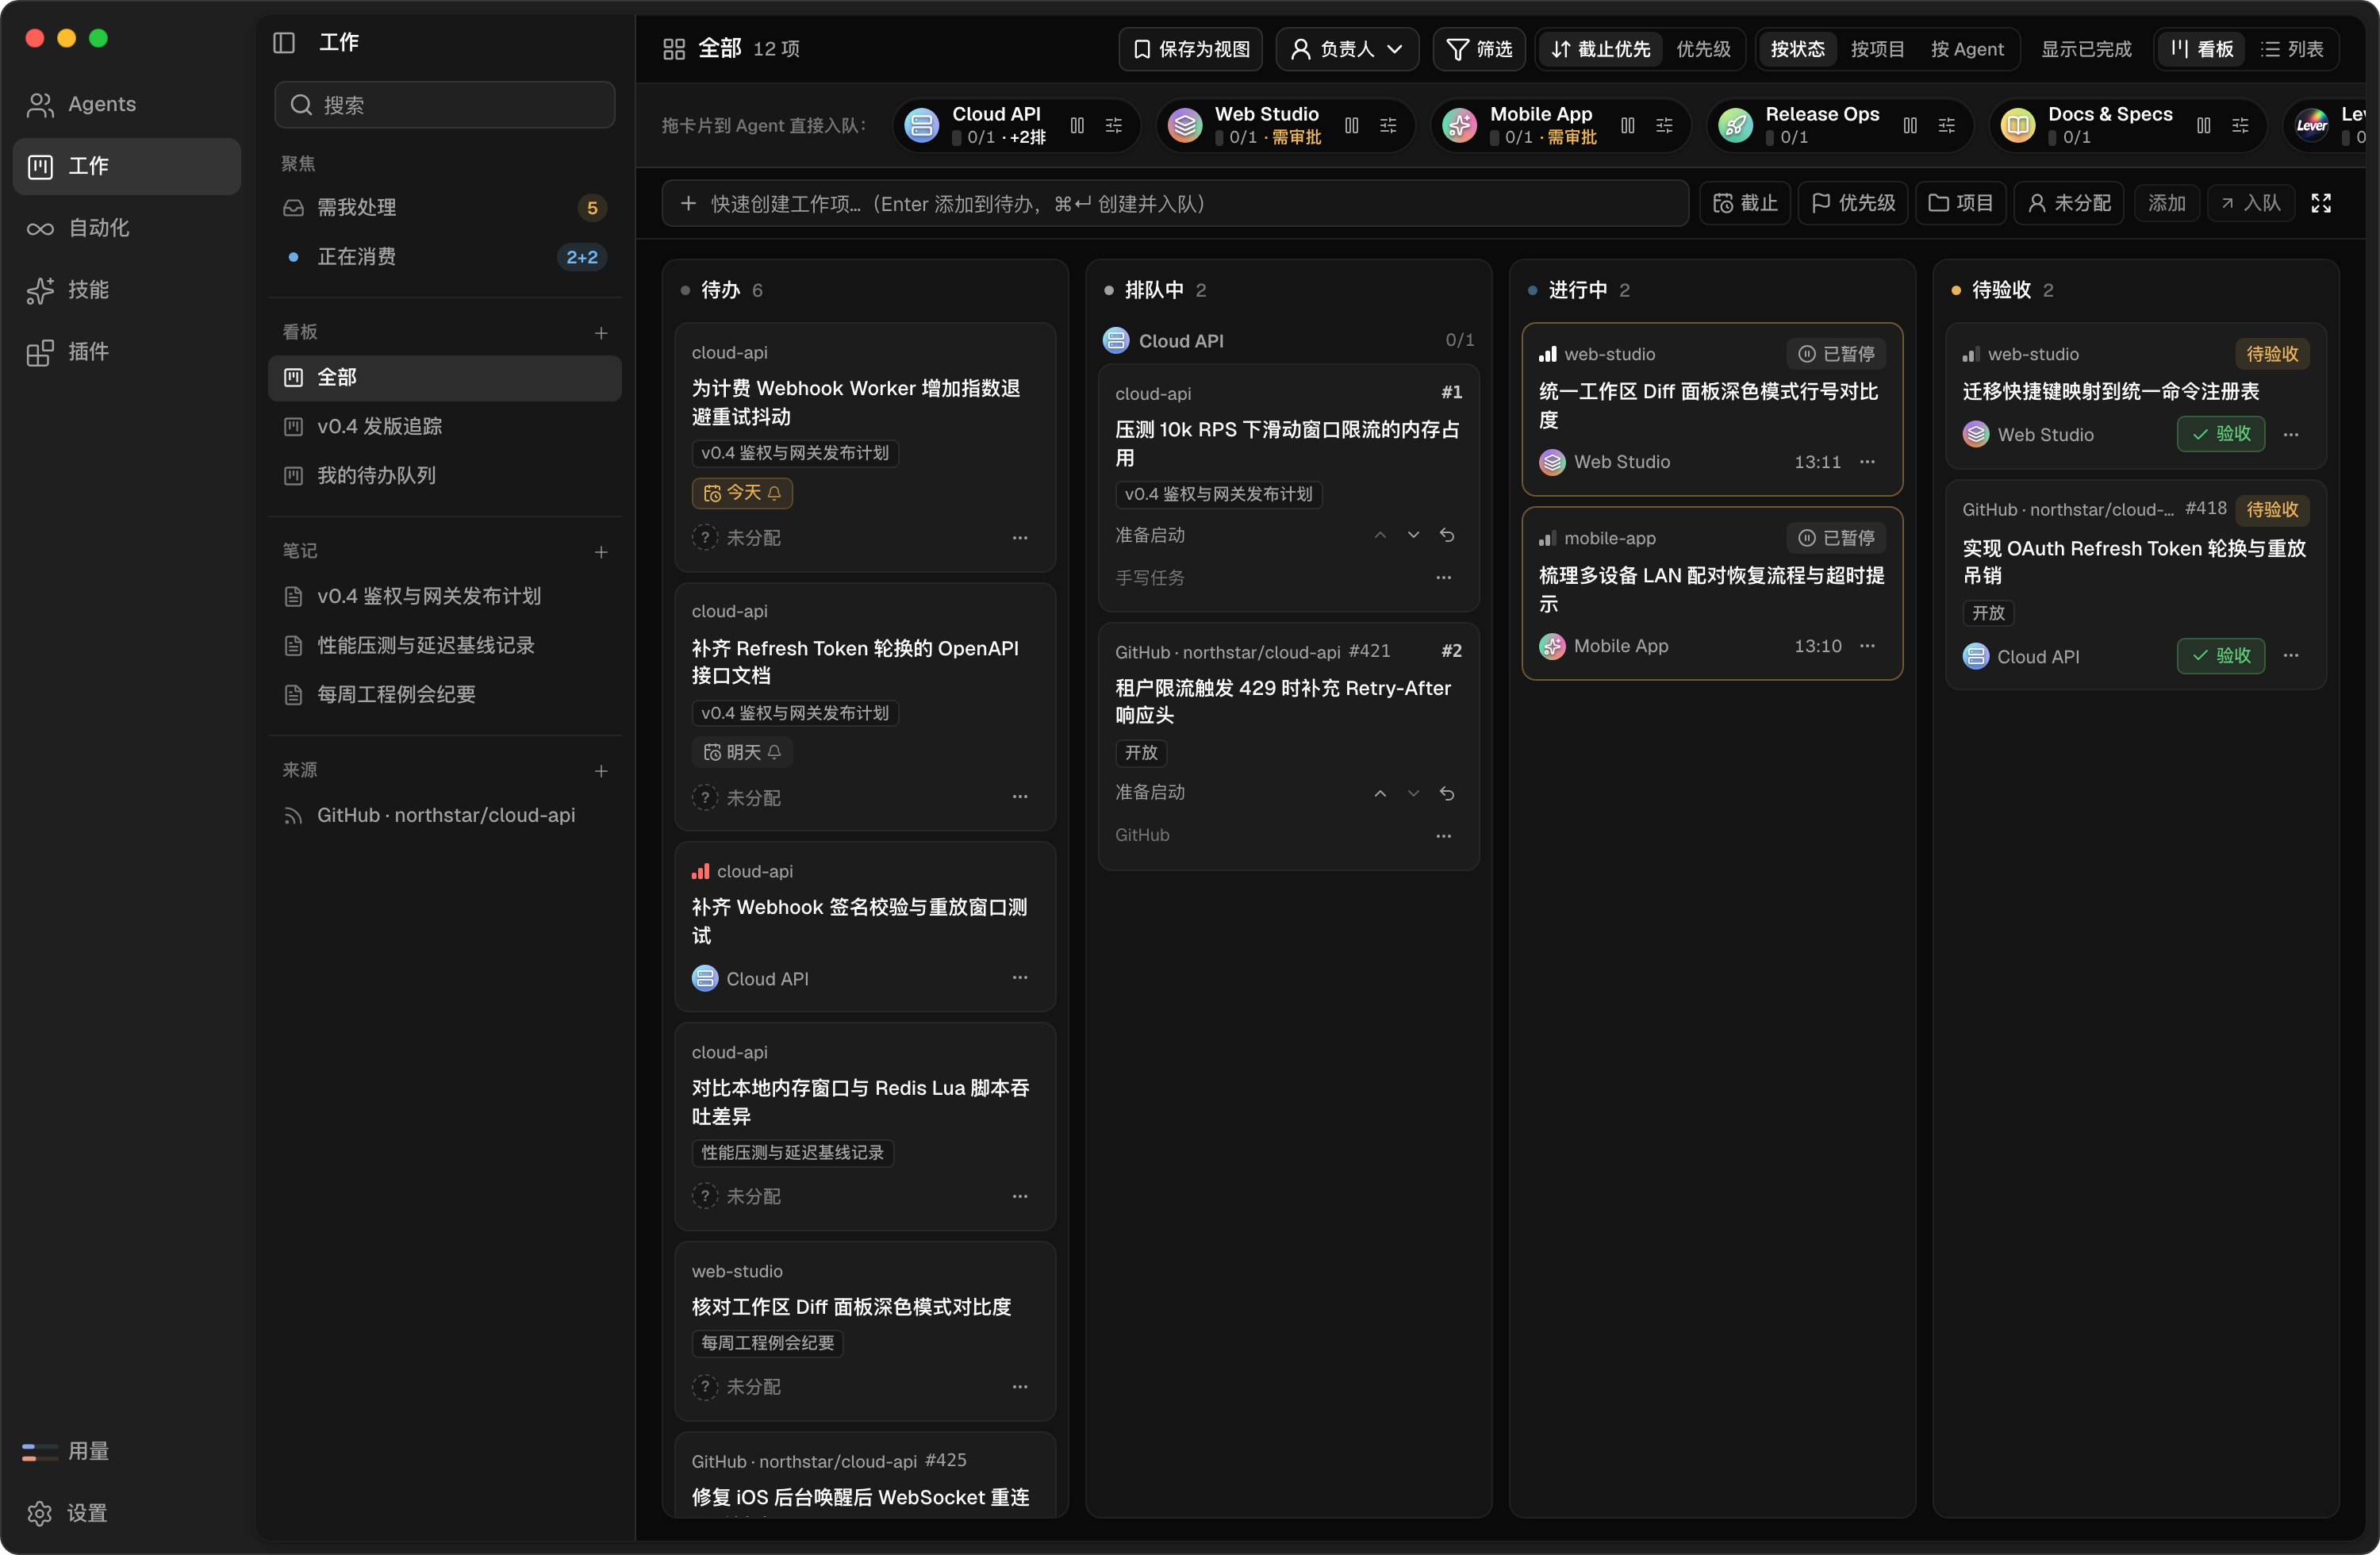 Agents
工作
自动化
技能
插件
用量
设置
工作
搜索
聚焦
需我处理 5
正在消费 2+2
看板
全部
v0.4 发版追踪
我的待办队列
笔记
v0.4 鉴权与网关发布计划
性能压测与延迟基线记录
每周工程例会纪要
来源
GitHub · northstar/cloud-api
全部 12 项
保存为视图
负责人
筛选
截止优先 优先级
按状态 按项目 按 Agent
显示已完成
看板 列表
拖卡片到 Agent 直接入队：
Cloud API
0/1 · +2排
Web Studio
0/1 · 需审批
Mobile App
0/1 · 需审批
Release Ops
0/1
Docs & Specs
0/1
Lever
快速创建工作项…（Enter 添加到待办，⌘↵ 创建并入队）
截止
优先级
项目
未分配
添加
入队
待办 6
cloud-api
为计费 Webhook Worker 增加指数退
避重试抖动
v0.4 鉴权与网关发布计划
今天
? 未分配
cloud-api
补齐 Refresh Token 轮换的 OpenAPI
接口文档
v0.4 鉴权与网关发布计划
明天
? 未分配
cloud-api
补齐 Webhook 签名校验与重放窗口测
试
Cloud API
cloud-api
对比本地内存窗口与 Redis Lua 脚本吞
吐差异
性能压测与延迟基线记录
? 未分配
web-studio
核对工作区 Diff 面板深色模式对比度
每周工程例会纪要
? 未分配
GitHub · northstar/cloud-api #425
修复 iOS 后台唤醒后 WebSocket 重连
排队中 2
Cloud API 0/1
cloud-api #1
压测 10k RPS 下滑动窗口限流的内存占
用
v0.4 鉴权与网关发布计划
准备启动
手写任务
GitHub · northstar/cloud-api #421 #2
租户限流触发 429 时补充 Retry-After
响应头
开放
准备启动
GitHub
进行中 2
web-studio 已暂停
统一工作区 Diff 面板深色模式行号对比
度
Web Studio 13:11
mobile-app 已暂停
梳理多设备 LAN 配对恢复流程与超时提
示
Mobile App 13:10
待验收 2
web-studio 待验收
迁移快捷键映射到统一命令注册表
Web Studio 验收
GitHub · northstar/cloud-... #418 待验收
实现 OAuth Refresh Token 轮换与重放
吊销
开放
Cloud API 验收